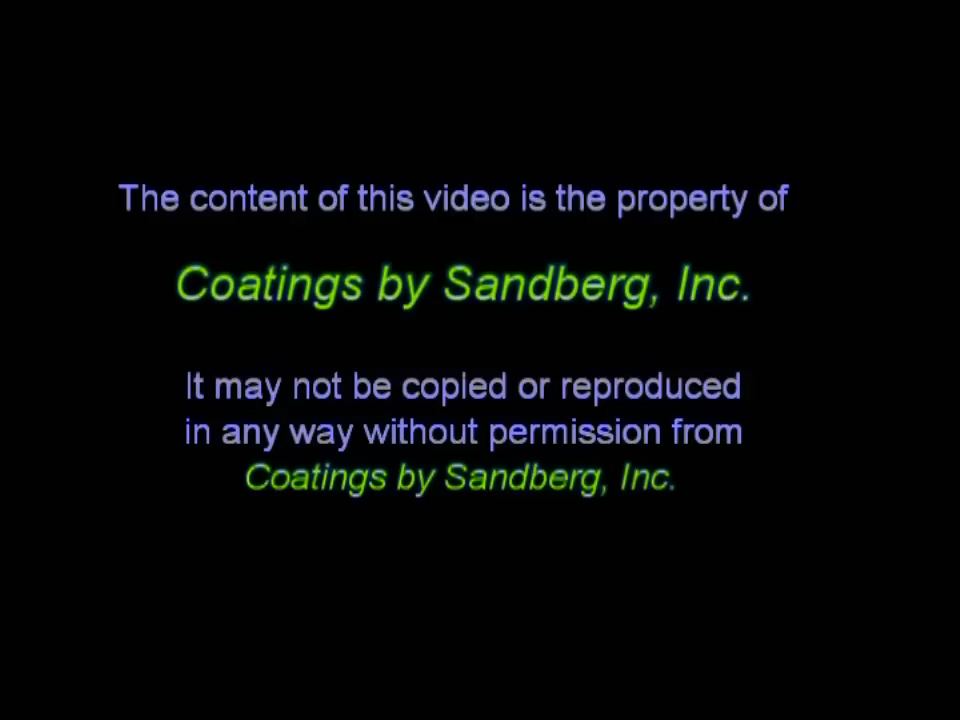 The content of this video is the property of
Coatings by Sandberg, Inc.
It may not be copied or reproduced
in any way without permission from
Coatings by Sandberg, Inc.